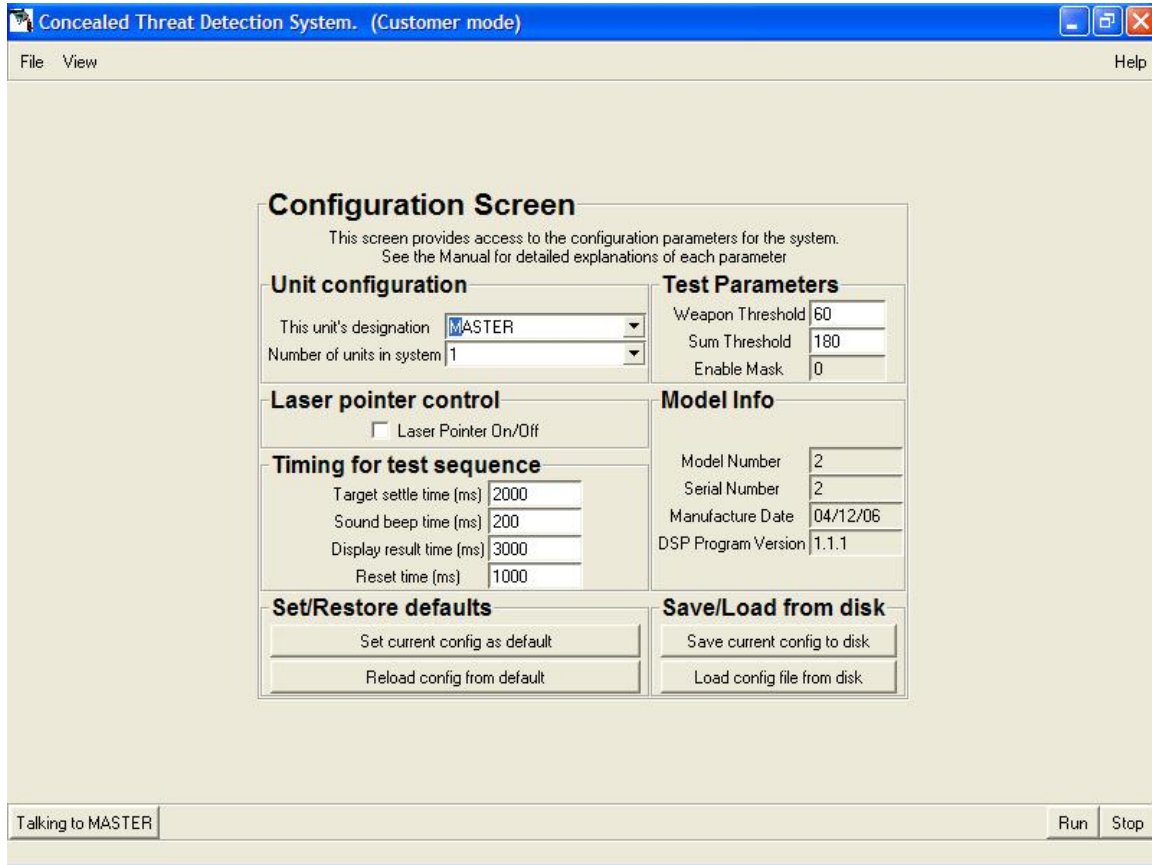 Concealed Threat Detection System. (Customer mode)
File View Help
Configuration Screen
This screen provides access to the configuration parameters for the system.
See the Manual for detailed explanations of each parameter
Unit configuration
This unit's designation MASTER
Number of units in system 1
Test Parameters
Weapon Threshold 60
Sum Threshold 180
Enable Mask 0
Laser pointer control
Laser Pointer On/Off
Model Info
Model Number 2
Serial Number 2
Manufacture Date 04/12/06
DSP Program Version 1.1.1
Timing for test sequence
Target settle time (ms) 2000
Sound beep time (ms) 200
Display result time (ms) 3000
Reset time (ms) 1000
Set/Restore defaults
Set current config as default
Reload config from default
Save/Load from disk
Save current config to disk
Load config file from disk
Talking to MASTER Run Stop